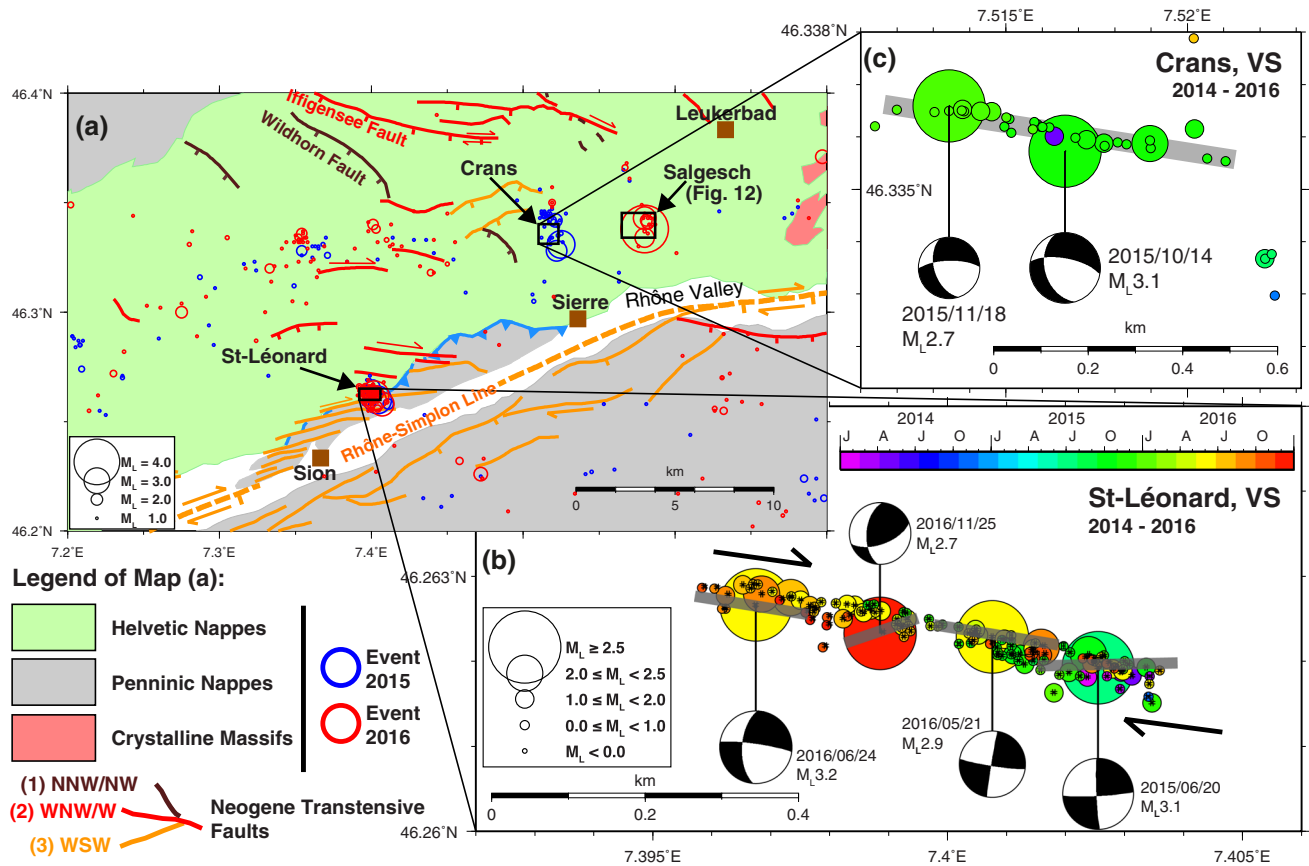 7.515˚E
7.52˚E
46.338˚N
(c)
Crans, VS
2014 - 2016
46.335˚N
2015/10/14
ML3.1
2015/11/18
ML2.7
km
0.0
0.2
0.4
0.6
46.4˚
(a)
Iffigensee Fault
Wildhorn Fault
Leukerbad
Crans
Salgesch
(Fig. 12)
Sierre
Rhône Valley
46.3˚
St-Léonard
Rhône-Simplon Line
Sion
ML = 4.0
ML = 3.0
ML = 2.0
ML 1.0
km
0
5
10
46.2˚
7.2˚
7.3˚
7.4˚
2014
2015
2016
J A J O J A J O J A J O
St-Léonard, VS
2014 - 2016
46.263˚N
(b)
2016/11/25
ML2.7
ML ≥ 2.5
2.0 ≤ ML < 2.5
1.0 ≤ ML < 2.0
0.0 ≤ ML < 1.0
ML < 0.0
2016/06/24
ML3.2
2016/05/21
ML2.9
2015/06/20
ML3.1
km
0
0.2
0.4
46.26˚N
7.395˚E
7.4˚E
7.405˚E
Legend of Map (a):
Helvetic Nappes
Penninic Nappes
Crystalline Massifs
Event
2015
Event
2016
(1) NNW/NW
(2) WNW/W
(3) WSW
Neogene Transtensive
Faults